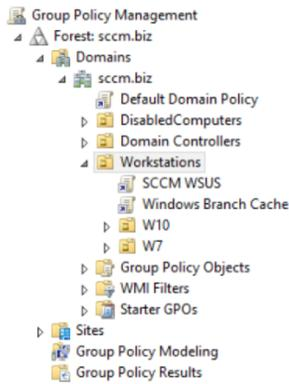 Group Policy Management
Forest: sccm.biz
Domains
sccm.biz
Default Domain Policy
DisabledComputers
Domain Controllers
Workstations
SCCM WSUS
Windows Branch Cache
W10
W7
Group Policy Objects
WMI Filters
Starter GPOs
Sites
Group Policy Modeling
Group Policy Results